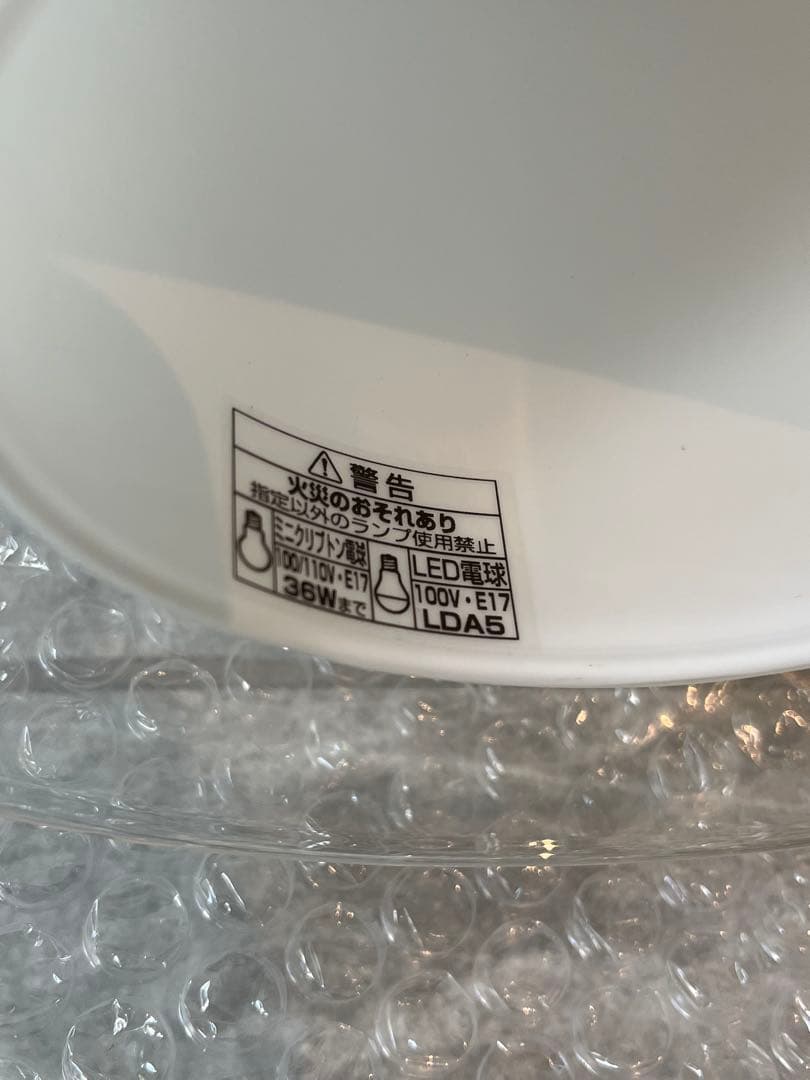 警告
火災のおそれあり
指定以外のランプ使用禁止
ミニクリプトン電球
100/110V・E17
36Wまで
LED電球
100V・E17
LDA5